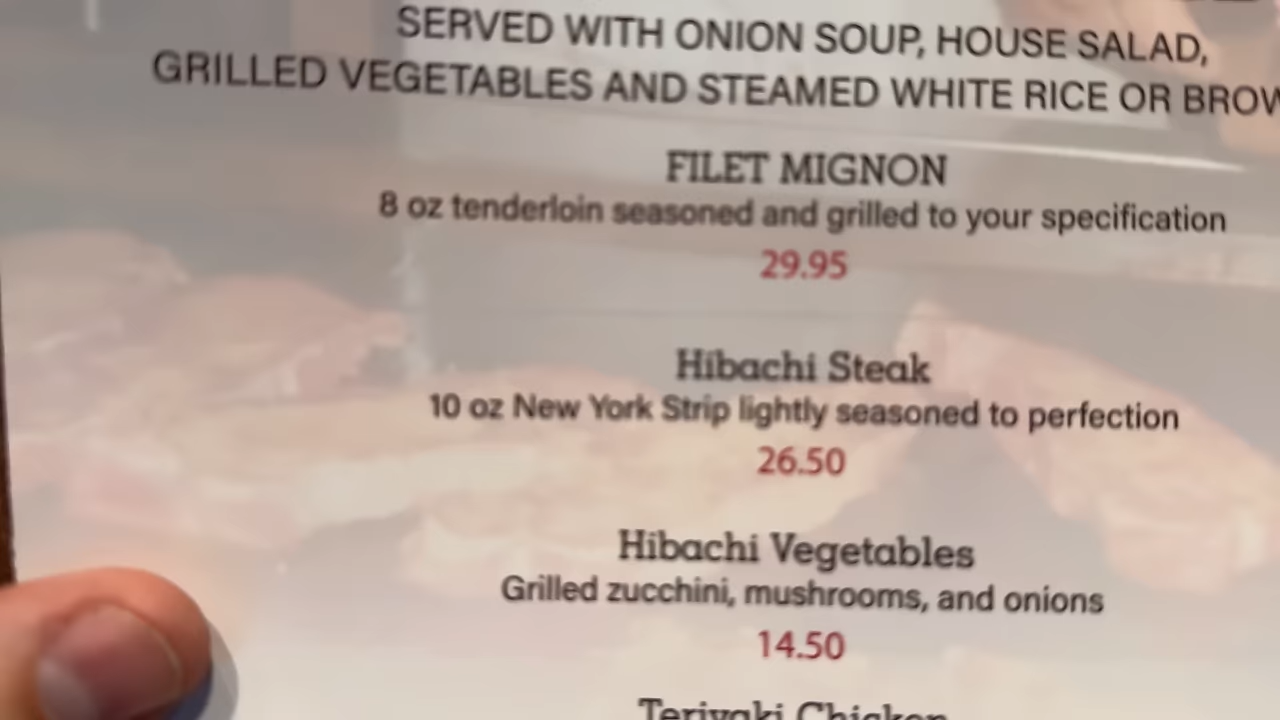 SERVED WITH ONION SOUP, HOUSE SALAD,
GRILLED VEGETABLES AND STEAMED WHITE RICE OR
FILET MIGNON
8 oz tenderloin seasoned and grilled to your specification
29.95
Hibachi Steak
10 oz New York Strip lightly seasoned to perfection
26.50
Hibachi Vegetables
Grilled zucchini, mushrooms, and onions
14.50
Teriyaki Chicken